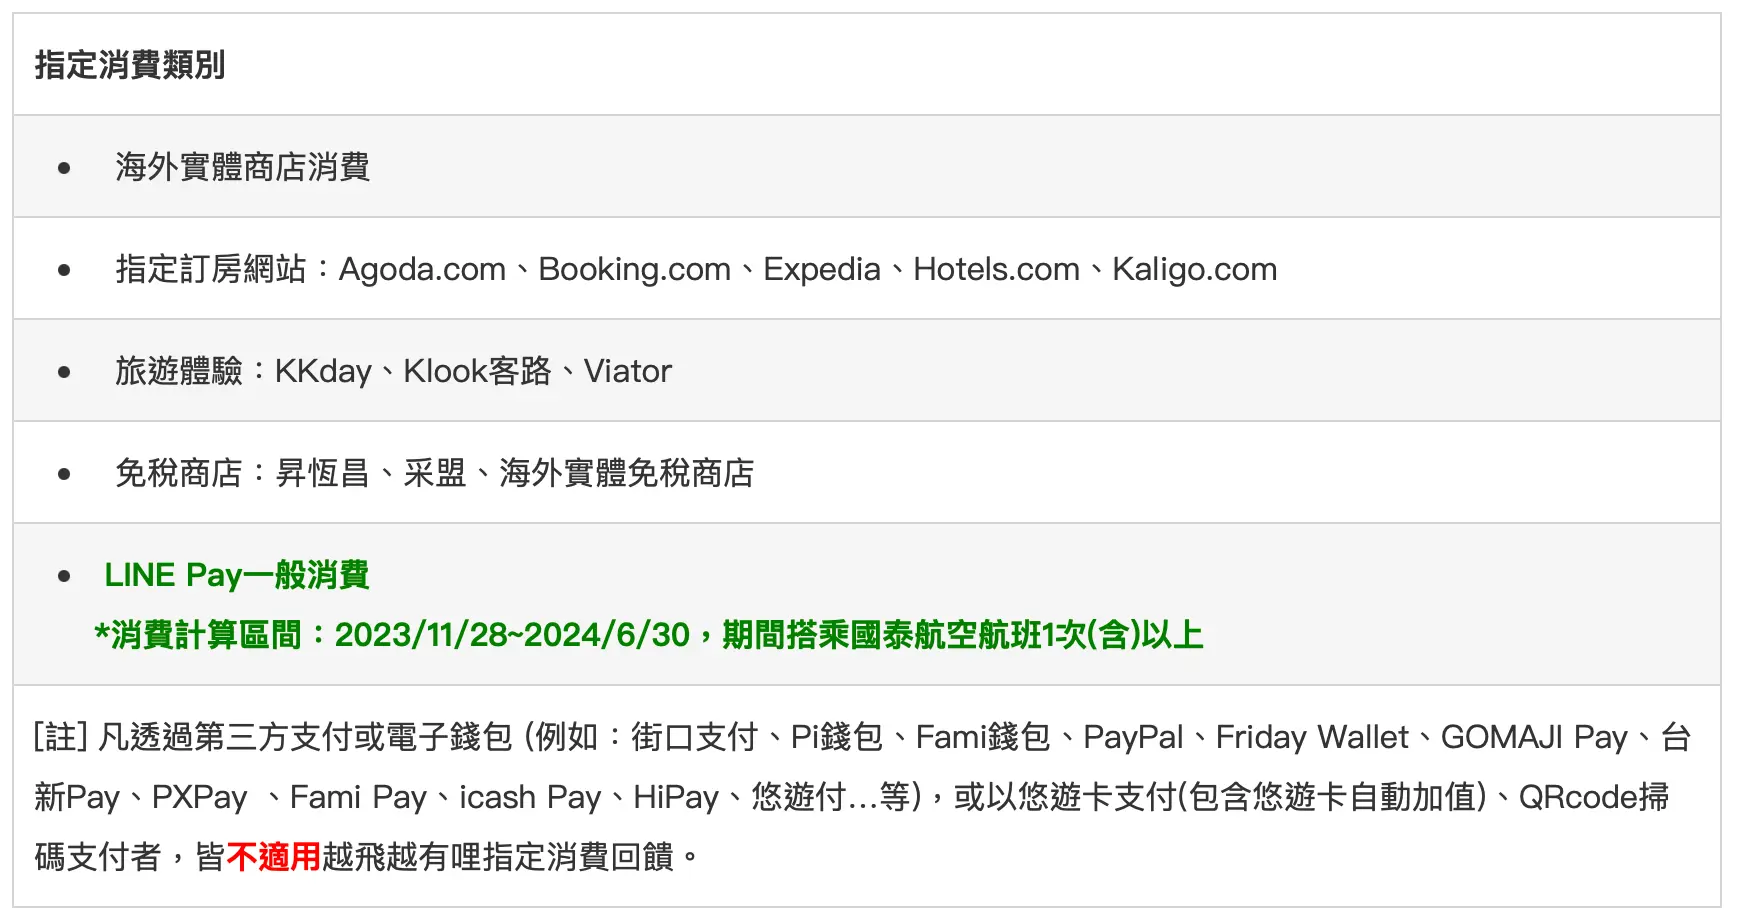 指定消費類別
• 海外實體商店消費
• 指定訂房網站：Agoda.com、Booking.com、Expedia、Hotels.com、Kaligo.com
• 旅遊體驗：KKday、Klook客路、Viator
• 免稅商店：昇恆昌、采盟、海外實體免稅商店
• LINE Pay一般消費
*消費計算區間：2023/11/28~2024/6/30，期間搭乘國泰航空航班1次(含)以上
[註] 凡透過第三方支付或電子錢包 (例如：街口支付、Pi錢包、Fami錢包、PayPal、Friday Wallet、GOMAJI Pay、台
新Pay、PXPay 、Fami Pay、icash Pay、HiPay、悠遊付...等)，或以悠遊卡支付(包含悠遊卡自動加值)、QRcode掃
碼支付者，皆不適用越飛越有哩指定消費回饋。